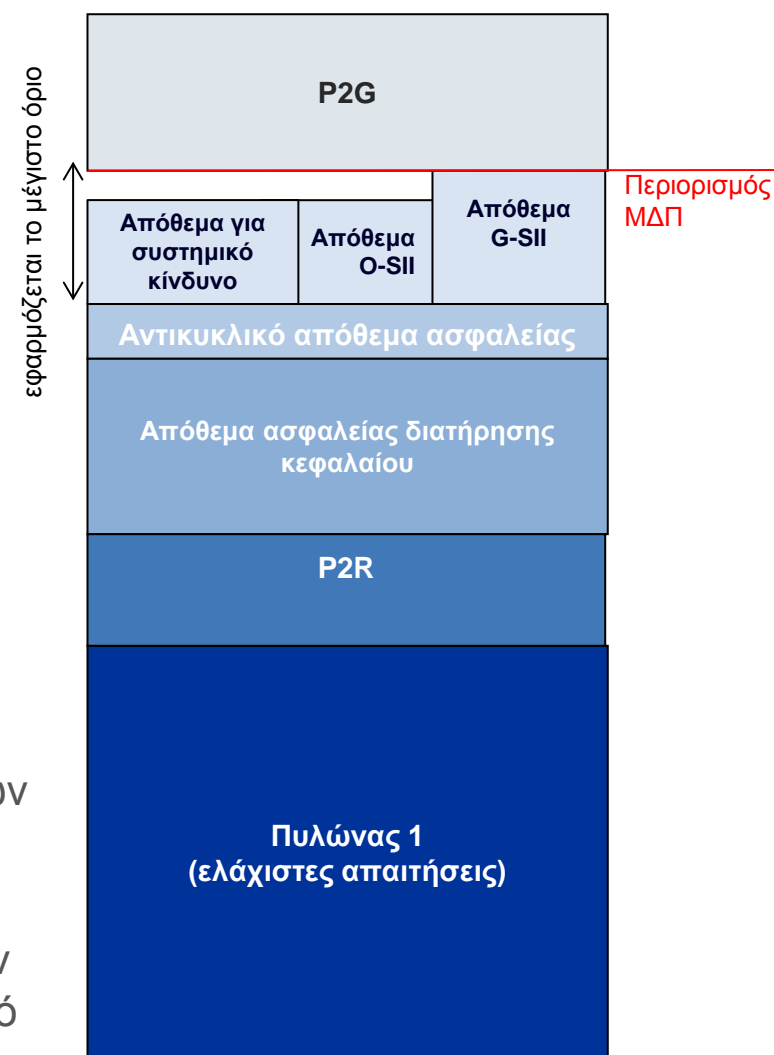 P2G
εφαρμόζεται το μέγιστο όριο
Περιορισμός
ΜΔΠ
Απόθεμα για
συστημικό
κίνδυνο
Απόθεμα
O-SII
Απόθεμα
G-SII
Αντικυκλικό απόθεμα ασφαλείας
Απόθεμα ασφαλείας διατήρησης
κεφαλαίου
P2R
Πυλώνας 1
(ελάχιστες απαιτήσεις)